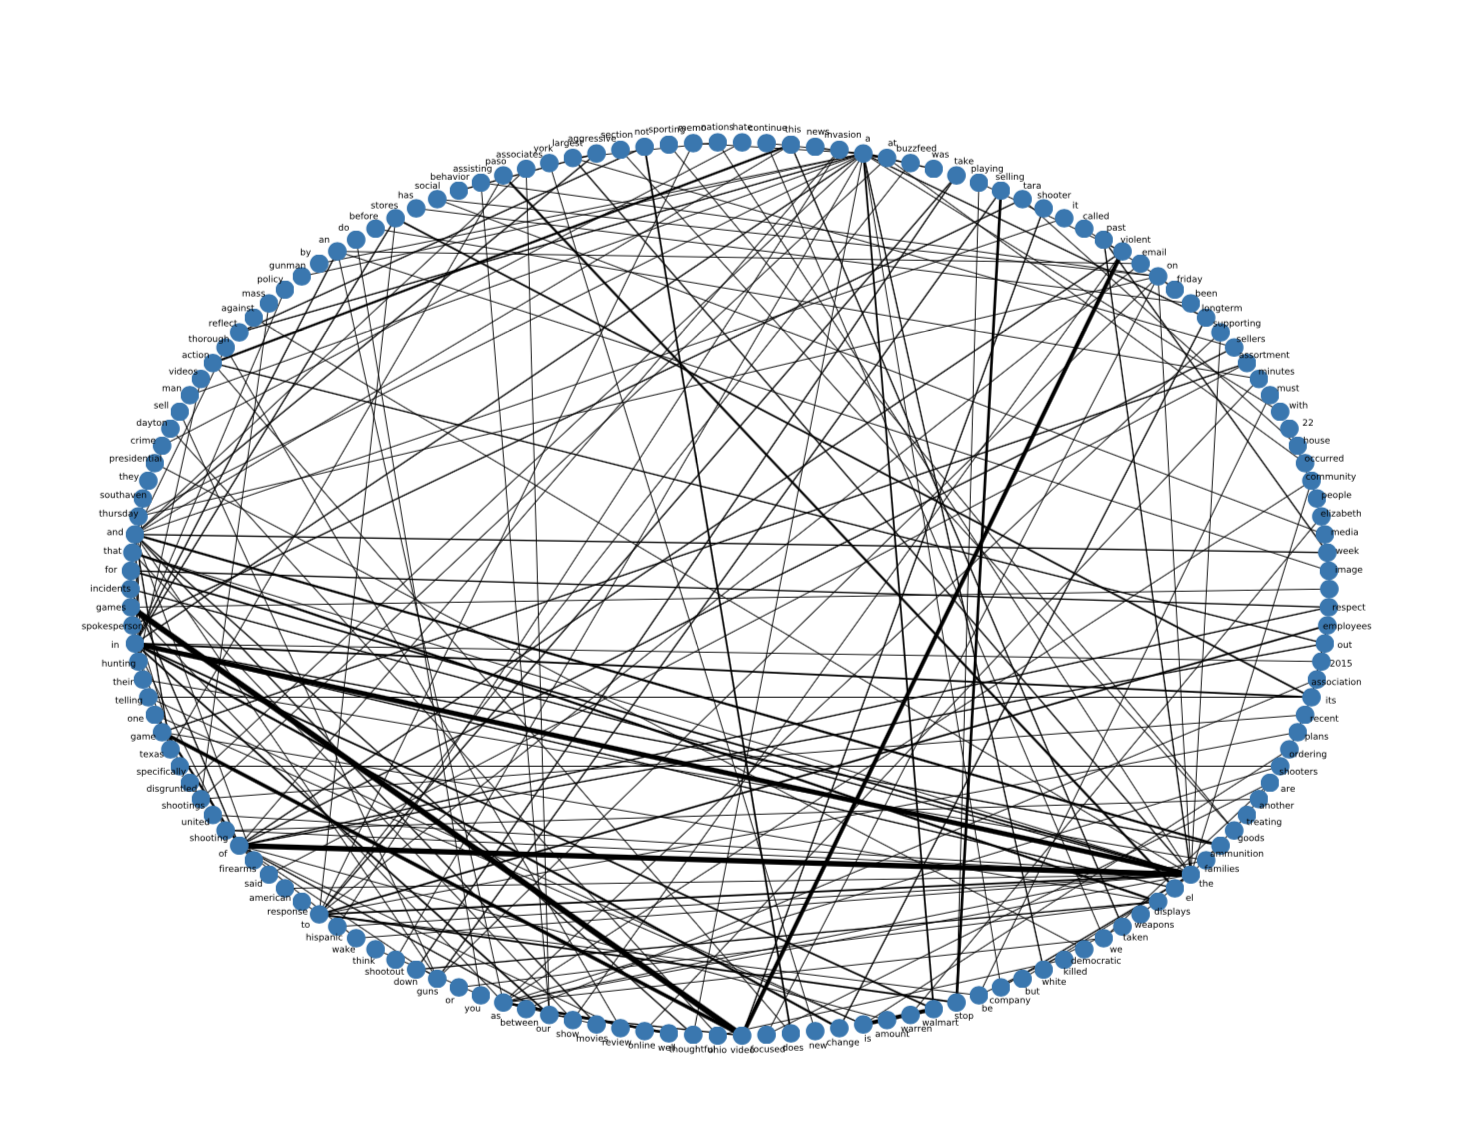 a
at
buzzfeed
was
take
playing
selling
tara
shooter
it
called
past
violent
email
on
friday
been
longterm
supporting
sellers
assortment
minutes
must
with
22
house
occurred
community
people
elizabeth
media
week
image
respect
employees
out
2015
association
its
recent
plans
ordering
shooters
are
another
treating
goods
ammunition
families
the
el
displays
weapons
taken
we
democratic
killed
white
but
company
be
stop
walmart
warren
amount
is
change
new
does
focused
video
ohio
thoughtful
well
online
review
movies
show
our
between
as
you
or
guns
down
shootout
think
wake
hispanic
to
response
american
said
firearms
of
shooting
united
shootings
disgruntled
specifically
texas
game
one
telling
their
hunting
in
spokesperson
games
incidents
for
that
and
thursday
southaven
they
presidential
crime
dayton
sell
man
videos
action
thorough
reflect
against
mass
policy
gunman
by
an
do
before
stores
has
social
behavior
assisting
paso
associates
york
largest
aggressive
section
not
sporting
memo
nations
hate
continue
this
news
invasion